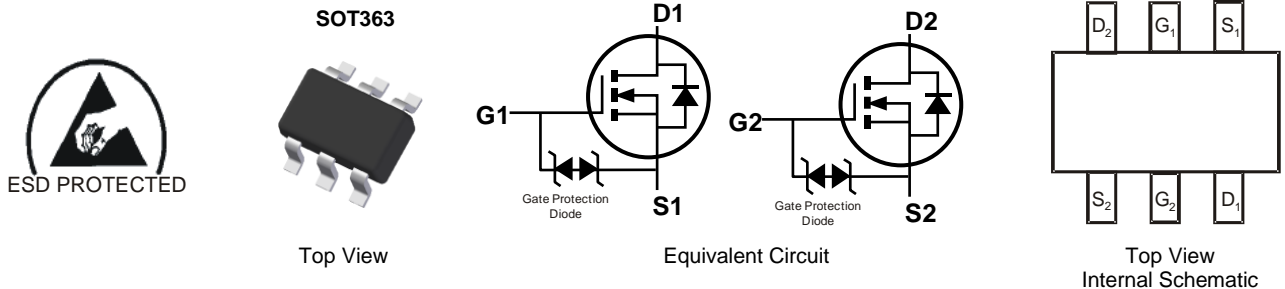 SOT363
ESD PROTECTED
Top View
D1
G1
Gate Protection
Diode
S1
D2
G2
Gate Protection
Diode
S2
Equivalent Circuit
D2 G1 S1
S2 G2 D1
Top View
Internal Schematic